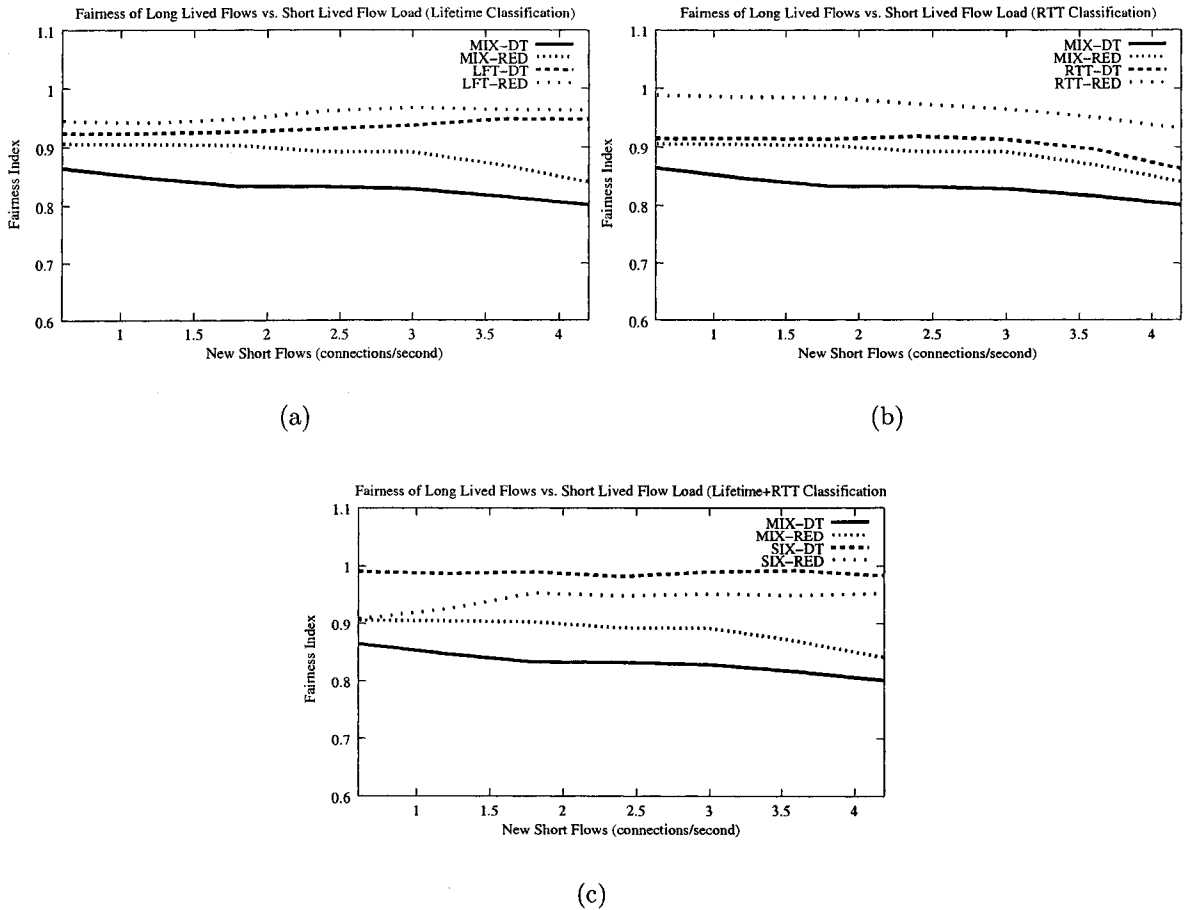 Fairness of Long Lived Flows vs. Short Lived Flow Load (Lifetime Classification)
1.1
1
0.9
0.8
0.7
0.6
Fairness Index
MIX-DT
MIX-RED
LFT-DT
LFT-RED
1 1.5 2 2.5 3 3.5 4
New Short Flows (connections/second)
(a)
Fairness of Long Lived Flows vs. Short Lived Flow Load (RTT Classification)
1.1
1
0.9
0.8
0.7
0.6
Fairness Index
MIX-DT
MIX-RED
RTT-DT
RTT-RED
1 1.5 2 2.5 3 3.5 4
New Short Flows (connections/second)
(b)
Fairness of Long Lived Flows vs. Short Lived Flow Load (Lifetime+RTT Classification
1.1
1
0.9
0.8
0.7
0.6
Fairness Index
MIX-DT
MIX-RED
SIX-DT
SIX-RED
1 1.5 2 2.5 3 3.5 4
New Short Flows (connections/second)
(c)